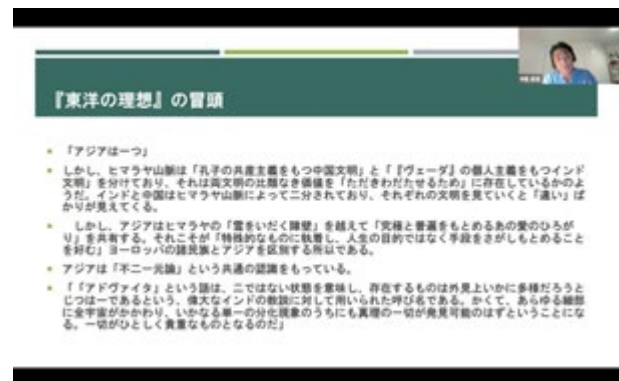 『東洋の理想』の冒頭
「アジアは一つ」
しかし、ヒマラヤ山脈は「孔子の共産主義をもつ中国文明」と「『ヴェーダ』の個人主義をもつインド
文明」を分けており、それは両文明の比類なき価値を「ただきわだたせるため」に存在しているかのよ
うだ。インドと中国はヒマラヤ山脈によって二分されており、それぞれの文明を見ていくと「違い」ば
かりが見えてくる。
しかし、アジアはヒマラヤの「雪をいだく障壁」を越えて「究極と普遍をもとめるあの愛のひろが
り」を共有する。それこそが「特殊的なものに執着し、人生の目的ではなく手段をさがしもとめること
を好む」ヨーロッパの諸民族とアジアを区別する所以である。
アジアは「不二一元論」という共通の認識をもっている。
「「アドヴァイタ」という語は、二ではない状態を意味し、存在するものは外見上いかに多様だろうと
じつは一であるという、偉大なインドの教説に対して用いられた呼び名である。かくて、あらゆる細部
に全宇宙がかかわり、いかなる単一の分化現象のうちにも真理の一切が発見可能のはずということにな
る。一切がひとしく貴重なものとなるのだ」